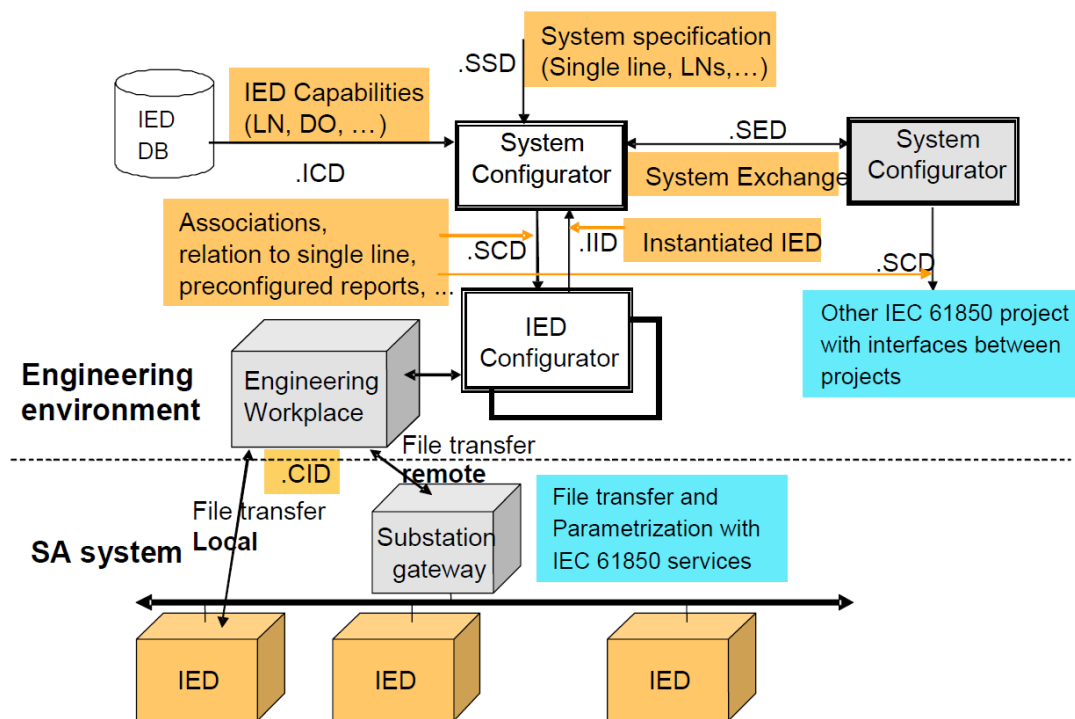 System specification
(Single line, LNs,...)
.SSD
IED Capabilities
(LN, DO, ...)
IED
DB
.ICD
System
Configurator
.SED
System Exchange
System
Configurator
Associations,
relation to single line,
preconfigured reports, ...
.SCD
.IID
Instantiated IED
.SCD
IED
Configurator
Other IEC 61850 project
with interfaces between
projects
Engineering
environment
Engineering
Workplace
File transfer
remote
.CID
File transfer
Local
SA system
Substation
gateway
File transfer and
Parametrization with
IEC 61850 services
IED
IED
IED